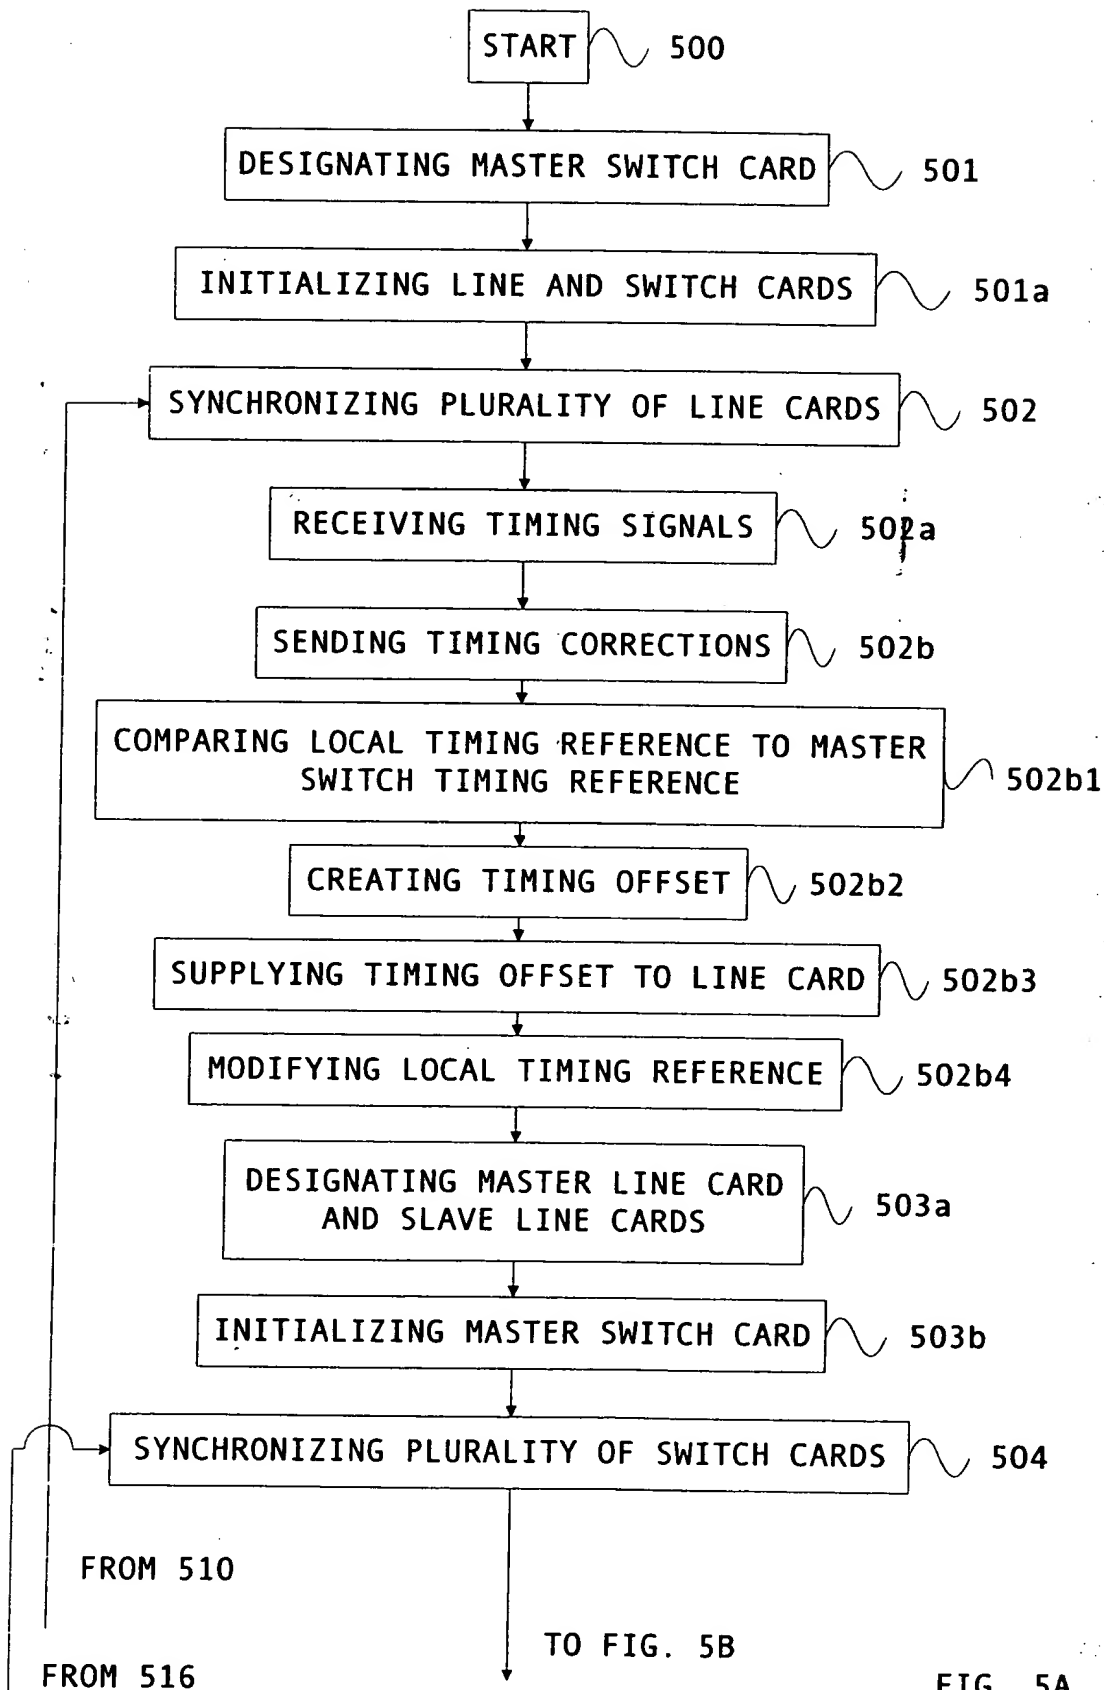 START 500
DESIGNATING MASTER SWITCH CARD 501
INITIALIZING LINE AND SWITCH CARDS 501a
SYNCHRONIZING PLURALITY OF LINE CARDS 502
RECEIVING TIMING SIGNALS 502a
SENDING TIMING CORRECTIONS 502b
COMPARING LOCAL TIMING REFERENCE TO MASTER
SWITCH TIMING REFERENCE 502b1
CREATING TIMING OFFSET 502b2
SUPPLYING TIMING OFFSET TO LINE CARD 502b3
MODIFYING LOCAL TIMING REFERENCE 502b4
DESIGNATING MASTER LINE CARD
AND SLAVE LINE CARDS 503a
INITIALIZING MASTER SWITCH CARD 503b
SYNCHRONIZING PLURALITY OF SWITCH CARDS 504
FROM 510
TO FIG. 5B
FROM 516
FIG. 5A